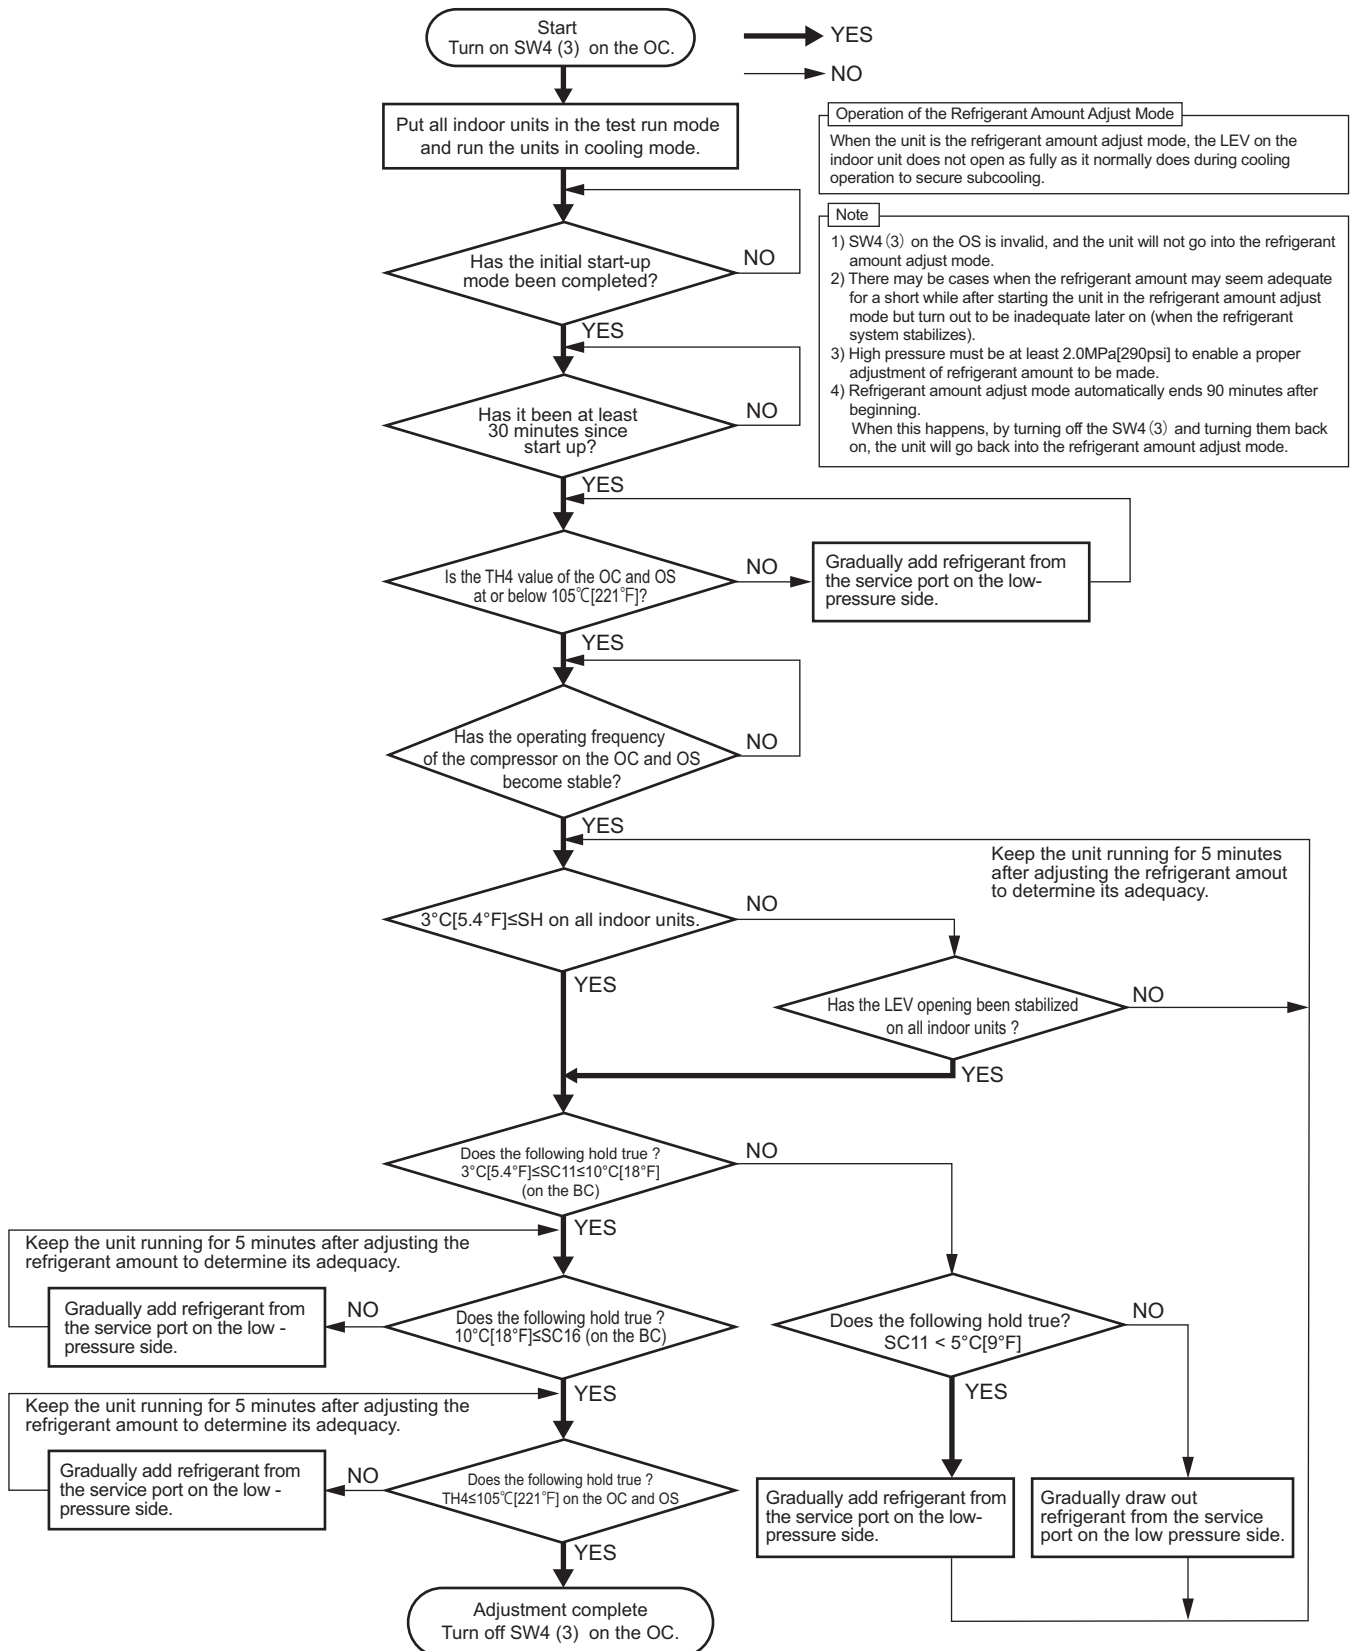 Start
Turn on SW4 (3) on the OC.
YES
NO
Put all indoor units in the test run mode
and run the units in cooling mode.
Operation of the Refrigerant Amount Adjust Mode
When the unit is the refrigerant amount adjust mode, the LEV on the
indoor unit does not open as fully as it normally does during cooling
operation to secure subcooling.
Note
1) SW4(3) on the OS is invalid, and the unit will not go into the refrigerant
amount adjust mode.
2) There may be cases when the refrigerant amount may seem adequate
for a short while after starting the unit in the refrigerant amount adjust
mode but turn out to be inadequate later on (when the refrigerant
system stabilizes).
3) High pressure must be at least 2.0MPa[290psi] to enable a proper
adjustment of refrigerant amount to be made.
4) Refrigerant amount adjust mode automatically ends 90 minutes after
beginning.
When this happens, by turning off the SW4(3) and turning them back
on, the unit will go back into the refrigerant amount adjust mode.
Has the initial start-up
mode been completed?
NO
YES
Has it been at least
30 minutes since
start up?
NO
YES
Is the TH4 value of the OC and OS
at or below 105℃[221℉]?
NO
Gradually add refrigerant from
the service port on the low-
pressure side.
YES
Has the operating frequency
of the compressor on the OC and OS
become stable?
NO
YES
Keep the unit running for 5 minutes
after adjusting the refrigerant amout
to determine its adequacy.
3°C[5.4°F]≤SH on all indoor units.
NO
YES
Has the LEV opening been stabilized
on all indoor units ?
NO
YES
Does the following hold true ?
3°C[5.4°F]≤SC11≤10°C[18°F]
(on the BC)
NO
YES
Keep the unit running for 5 minutes after adjusting the
refrigerant amount to determine its adequacy.
Gradually add refrigerant from
the service port on the low -
pressure side.
NO
Does the following hold true ?
10°C[18°F]≤SC16 (on the BC)
YES
Does the following hold true?
SC11 < 5°C[9°F]
NO
YES
Keep the unit running for 5 minutes after adjusting the
refrigerant amount to determine its adequacy.
Gradually add refrigerant from
the service port on the low -
pressure side.
NO
Does the following hold true ?
TH4≤105℃[221℉] on the OC and OS
YES
Gradually add refrigerant from
the service port on the low-
pressure side.
Gradually draw out
refrigerant from the service
port on the low pressure side.
Adjustment complete
Turn off SW4 (3) on the OC.